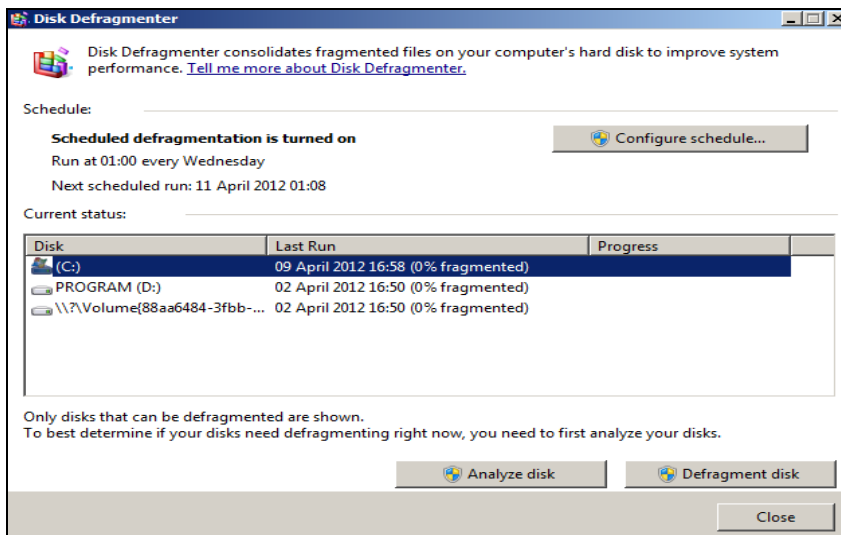 Disk Defragmenter
Disk Defragmenter consolidates fragmented files on your computer's hard disk to improve system
performance. Tell me more about Disk Defragmenter.
Schedule:
Scheduled defragmentation is turned on
Configure schedule...
Run at 01:00 every Wednesday
Next scheduled run: 11 April 2012 01:08
Current status:
Disk Last Run Progress
(C:) 09 April 2012 16:58 (0% fragmented)
PROGRAM (D:) 02 April 2012 16:50 (0% fragmented)
\\?\Volume{88aa6484-3fbb-... 02 April 2012 16:50 (0% fragmented)
Only disks that can be defragmented are shown.
To best determine if your disks need defragmenting right now, you need to first analyze your disks.
Analyze disk Defragment disk
Close